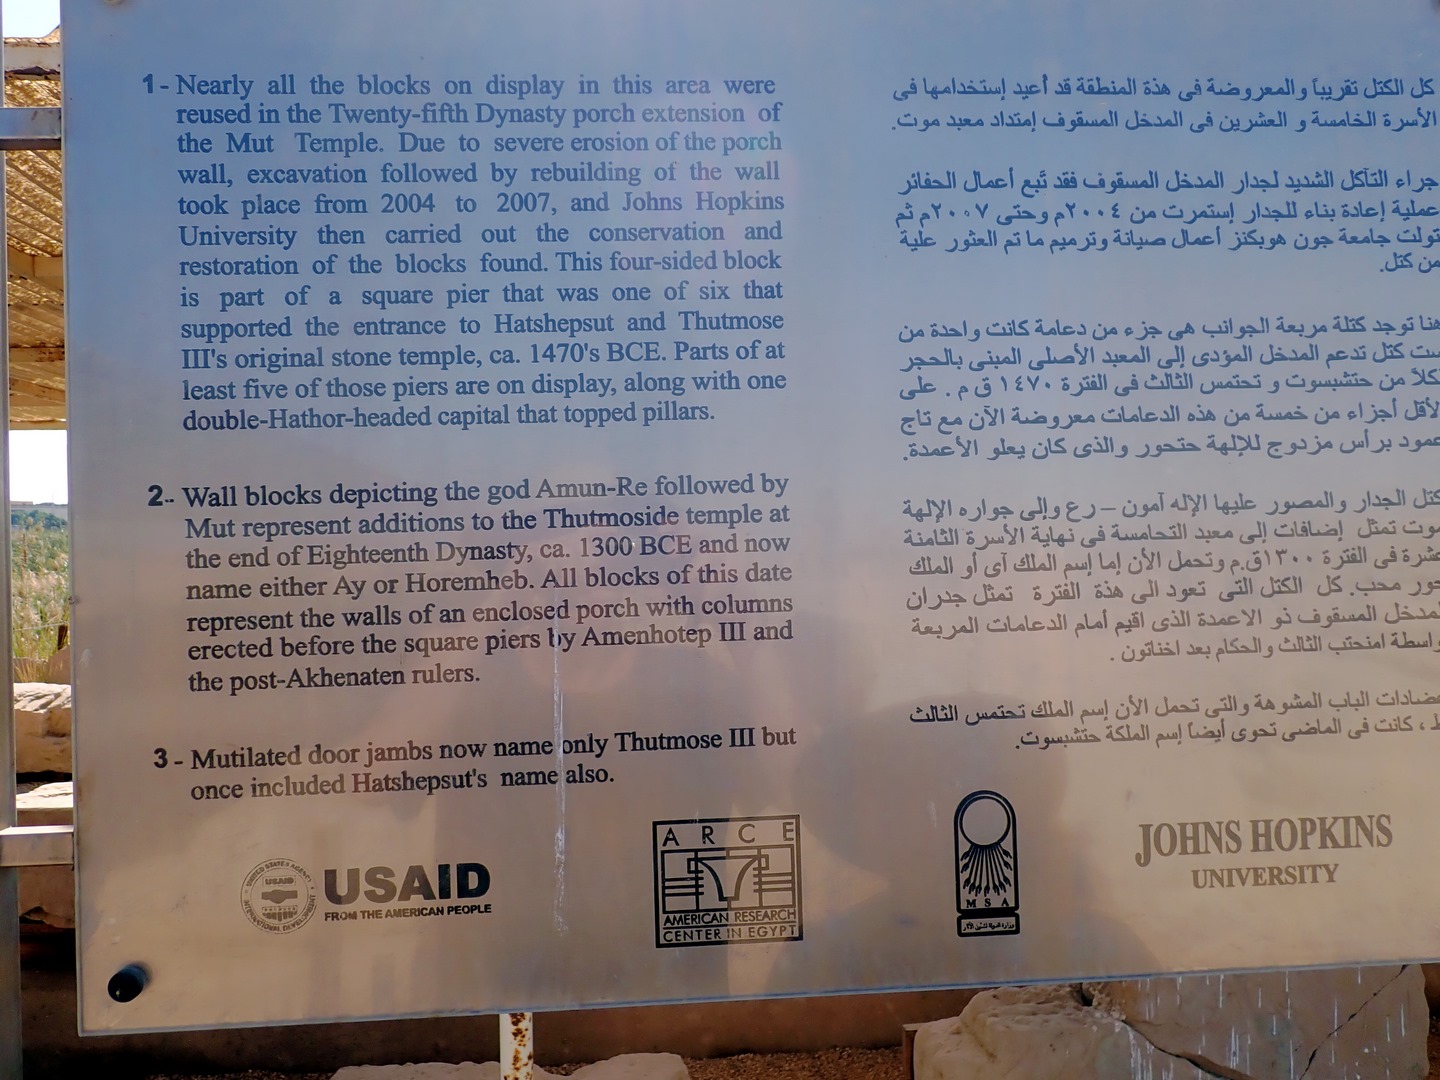 1- Nearly all the blocks on display in this area were
reused in the Twenty-fifth Dynasty porch extension of
the Mut Temple. Due to severe erosion of the porch
wall, excavation followed by rebuilding of the wall
took place from 2004 to 2007, and Johns Hopkins
University then carried out the conservation and
restoration of the blocks found. This four-sided block
is part of a square pier that was one of six that
supported the entrance to Hatshepsut and Thutmose
III's original stone temple, ca. 1470's BCE. Parts of at
least five of those piers are on display, along with one
double-Hathor-headed capital that topped pillars.
2-- Wall blocks depicting the god Amun-Re followed by
Mut represent additions to the Thutmoside temple at
the end of Eighteenth Dynasty, ca. 1300 BCE and now
name either Ay or Horemheb. All blocks of this date
represent the walls of an enclosed porch with columns
erected before the square piers by Amenhotep III and
the post-Akhenaten rulers.
3- Mutilated door jambs now name only Thutmose III but
once included Hatshepsut's name also.
كل الكتل تقريباً والمعروضة فى هذة المنطقة قد أعيد إستخدامها فى
الأسرة الخامسة و العشرين فى المدخل المسقوف إمتداد معبد موت.
جراء التآكل الشديد لجدار المدخل المسقوف فقد تَبع أعمال الحفائر
عملية إعادة بناء للجدار إستمرت من ٢٠٠٤م وحتى ٢٠٠٧م ثم
تولت جامعة جون هوبكنز أعمال صيانة وترميم ما تم العثور علية
من كتل.
هنا توجد كتلة مربعة الجوانب هى جزء من دعامة كانت واحدة من
ست كتل تدعم المدخل المؤدى إلى المعبد الأصلى المبنى بالحجر
لكلاً من حتشبسوت و تحتمس الثالث فى الفترة ١٤٧٠ ق م . على
لأقل أجزاء من خمسة من هذه الدعامات معروضة الآن مع تاج
عمود برأس مزدوج للإلهة حتحور والذى كان يعلو الأعمدة.
كتل الجدار والمصور عليها الإله آمون – رع وإلى جواره الإلهة
موت تمثل إضافات إلى معبد التحامسة فى نهاية الأسرة الثامنة
عشرة فى الفترة ١٣٠٠ق.م وتحمل الأن إما إسم الملك آى أو الملك
حور محب. كل الكتل التى تعود الى هذة الفترة تمثل جدران
لمدخل المسقوف ذو الاعمدة الذى اقيم أمام الدعامات المربعة
واسطة امنحتب الثالث والحكام بعد اخناتون .
عضادات الباب المشوهة والتى تحمل الأن إسم الملك تحتمس الثالث
ط ، كانت فى الماضى تحوى أيضاً إسم الملكة حتشبسوت.
USAID
USAID
FROM THE AMERICAN PEOPLE
ARCE
AMERICAN RESEARCH
CENTER IN EGYPT
MSA
JOHNS HOPKINS
UNIVERSITY